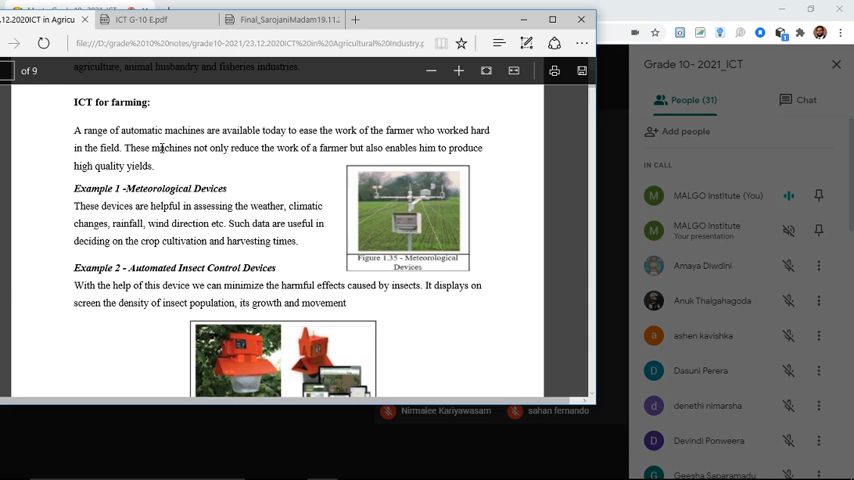 12.2020ICT in Agricu
ICT G-10 E.pdf
Final_SarojaniMadam19.11.2
file:///D:/grade%2010%20notes/grade10-2021/23.12.2020ICT%20in%20Agricultural%20Industry.p
of 9
agriculture, animal husbandry and fisheries industries.
ICT for farming:
A range of automatic machines are available today to ease the work of the farmer who worked hard
in the field. These machines not only reduce the work of a farmer but also enables him to produce
high quality yields.
Example 1 -Meteorological Devices
These devices are helpful in assessing the weather, climatic
changes, rainfall, wind direction etc. Such data are useful in
deciding on the crop cultivation and harvesting times.
Figure 1.35 - Meteorological
Devices
Example 2 - Automated Insect Control Devices
With the help of this device we can minimize the harmful effects caused by insects. It displays on
screen the density of insect population, its growth and movement
Nirmalee Kariyawasam
sahan fernando
Grade 10- 2021_ICT
People (31)
Chat
Add people
IN CALL
M MALGO Institute (You)
M MALGO Institute
Your presentation
Amaya Diwdini
Anuk Thalgahagoda
a ashen kavishka
Dasuni Perera
d denethi nimarsha
Devindi Ponweera
G Geesha Saparamadu